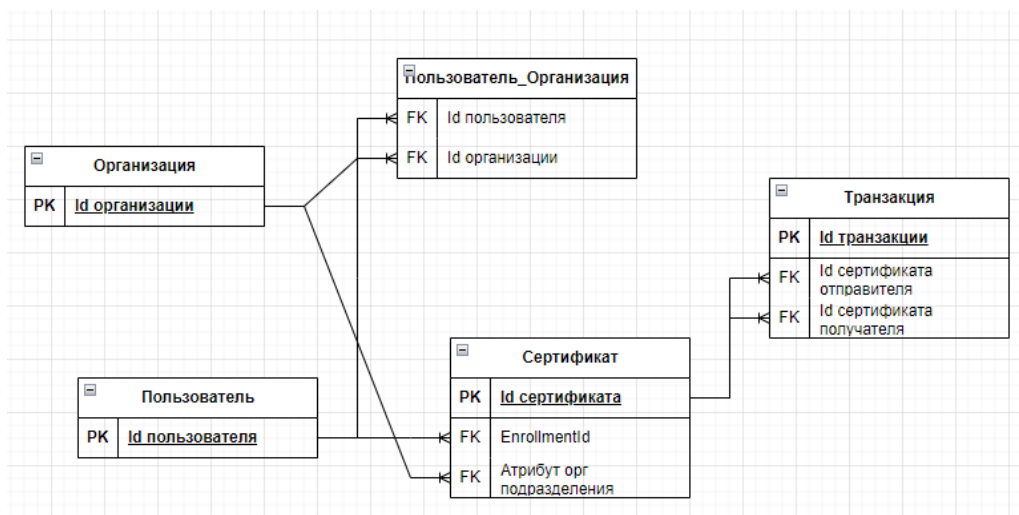 Пользователь_Организация
FK Id пользователя
FK Id организации
Организация
PK Id организации
Транзакция
PK Id транзакции
FK Id сертификата
отправителя
FK Id сертификата
получателя
Сертификат
PK Id сертификата
FK EnrollmentId
FK Атрибут орг
подразделения
Пользователь
PK Id пользователя